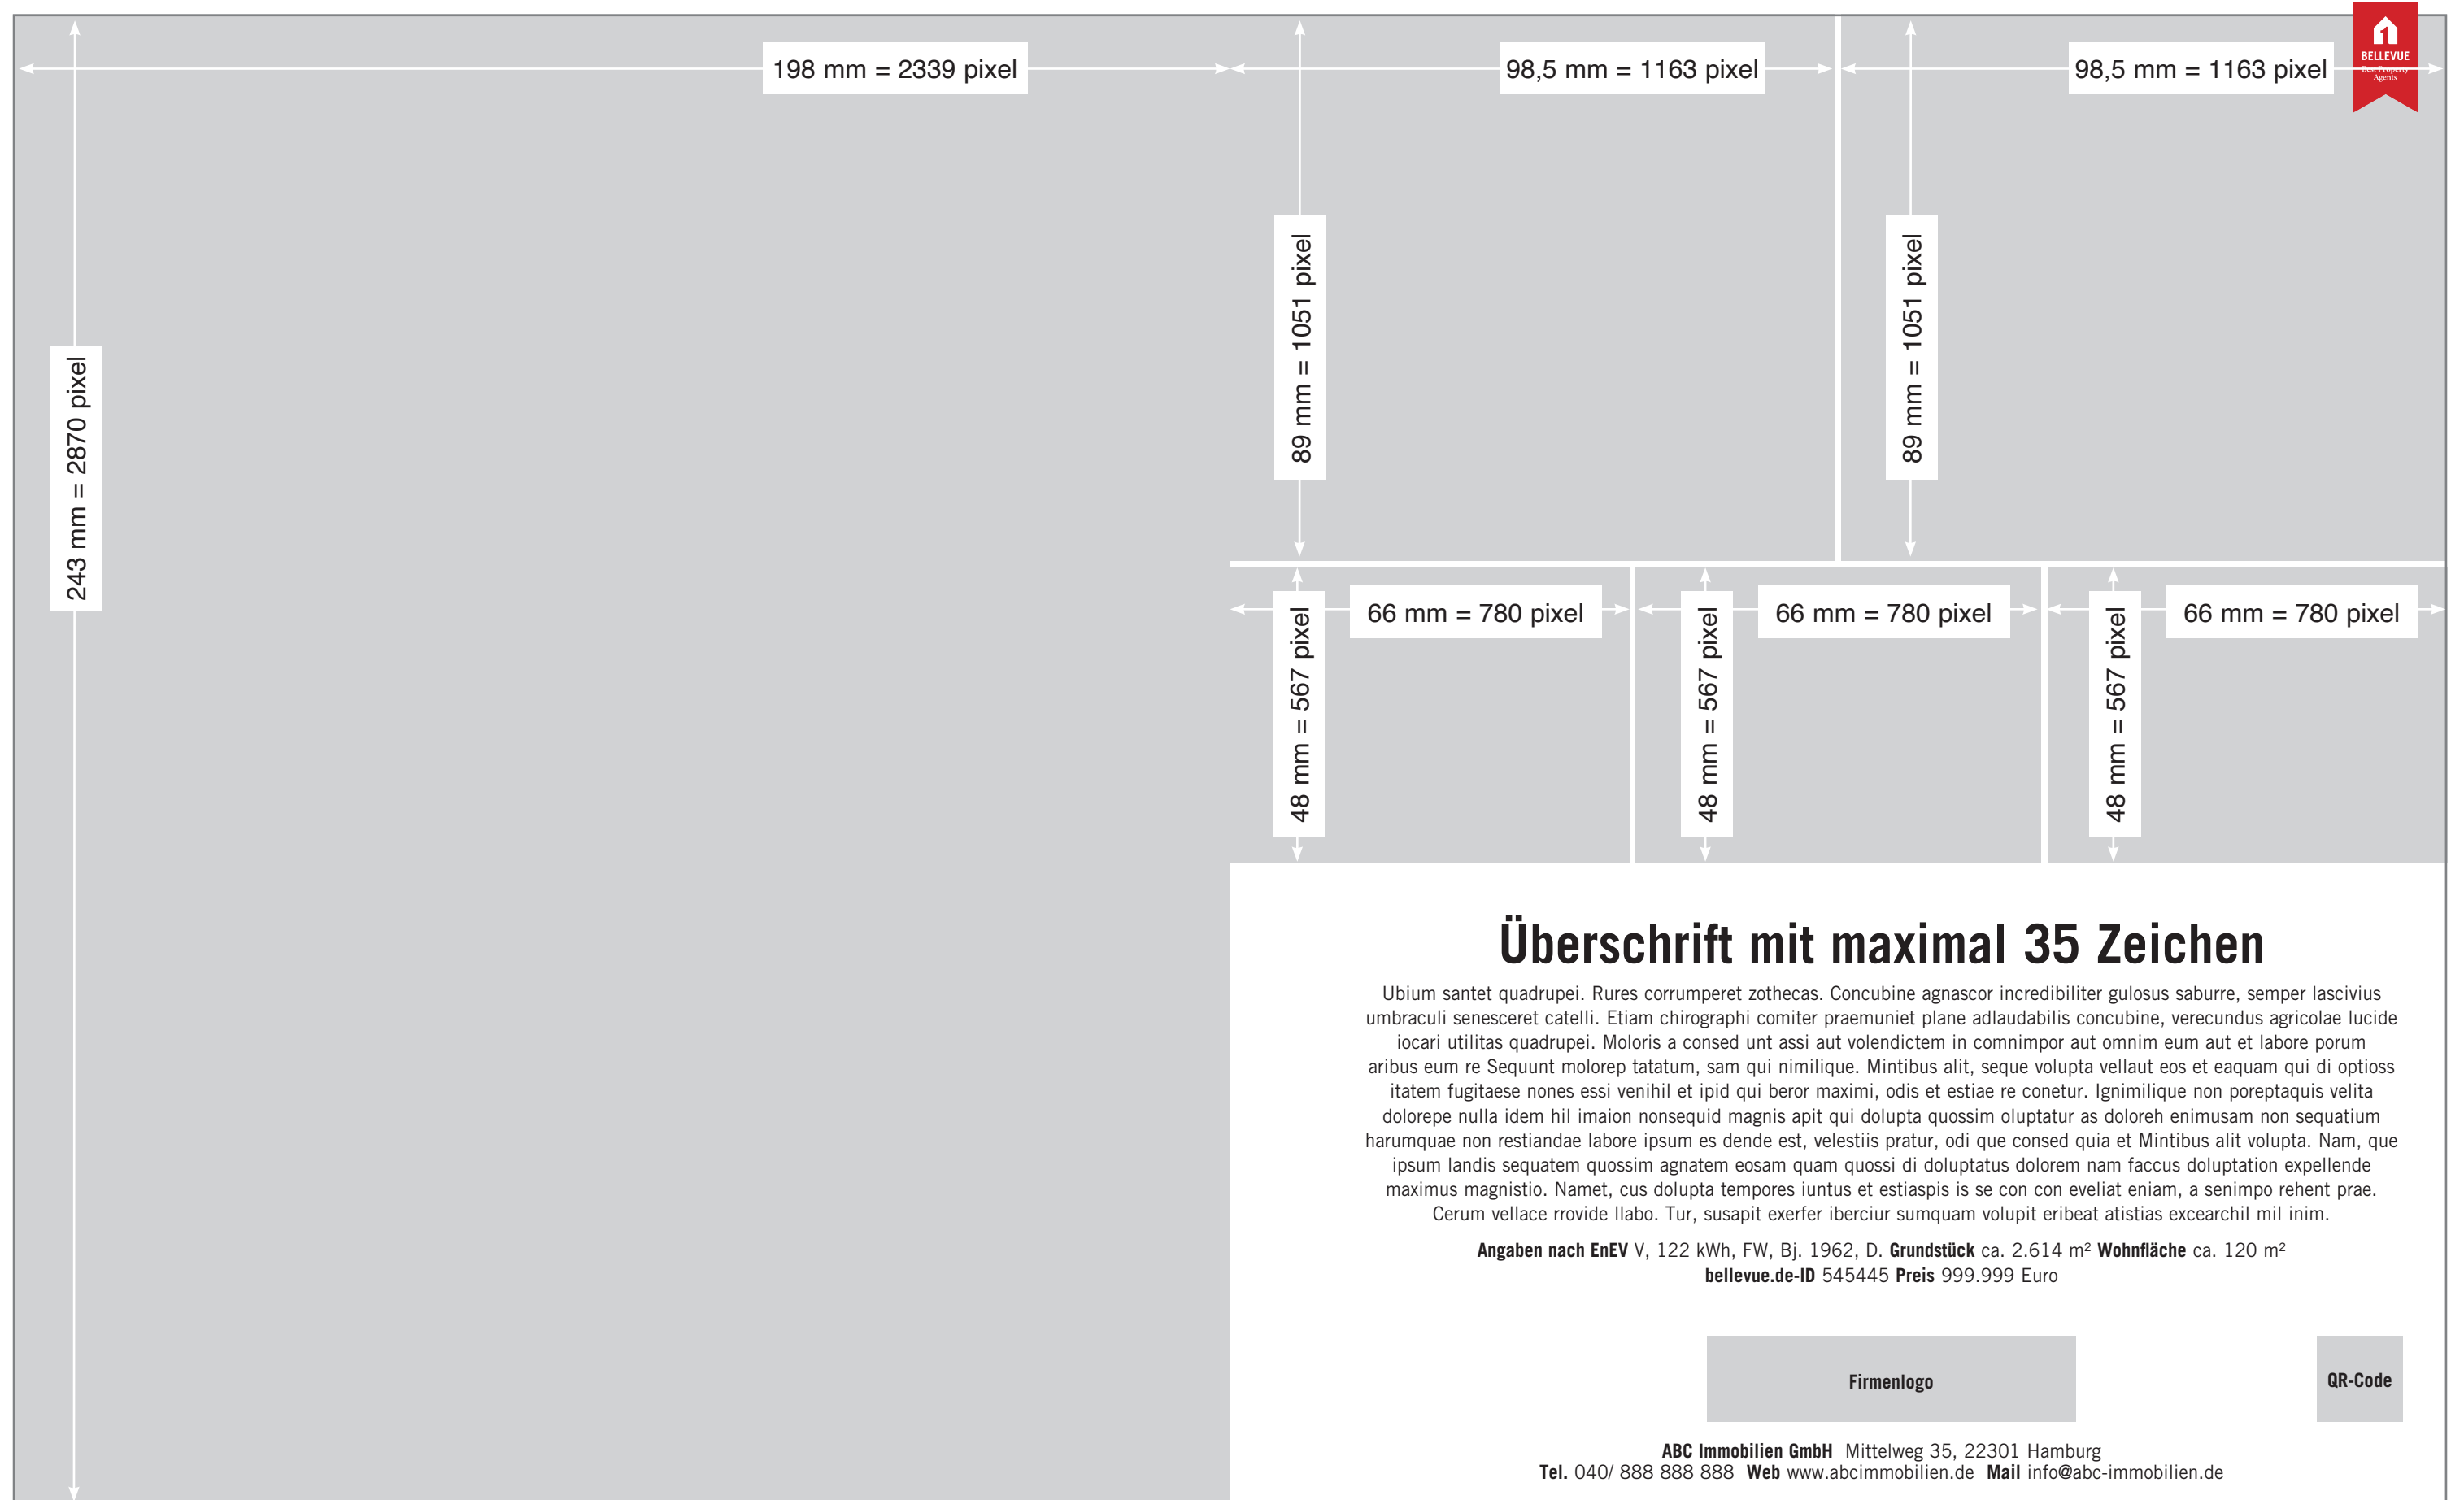 198 mm = 2339 pixel
98,5 mm = 1163 pixel
98,5 mm = 1163 pixel
BELLEVUE
Best Property
Agents
243 mm = 2870 pixel
89 mm = 1051 pixel
89 mm = 1051 pixel
66 mm = 780 pixel
66 mm = 780 pixel
66 mm = 780 pixel
48 mm = 567 pixel
48 mm = 567 pixel
48 mm = 567 pixel
Überschrift mit maximal 35 Zeichen
Ubium santet quadrupei. Rures corrumperet zothecas. Concubine agnascor incredibiliter gulosus saburre, semper lascivius
umbraculi senesceret catelli. Etiam chirographi comiter praemuniet plane adlaudabilis concubine, verecundus agricolae lucide
iocari utilitas quadrupei. Moloris a consed unt assi aut volendictem in comnimpor aut omnim eum aut et labore porum
aribus eum re Sequunt molorep tatatum, sam qui nimilique. Mintibus alit, seque volupta vellaut eos et eaquam qui di optioss
itatem fugitaese nones essi venihil et ipid qui beror maximi, odis et estiae re conetur. Ignimilique non poreptaquis velita
dolorepe nulla idem hil imaion nonsequid magnis apit qui dolupta quossim oluptatur as doloreh enimusam non sequatium
harumquae non restiandae labore ipsum es dende est, velestiis pratur, odi que consed quia et Mintibus alit volupta. Nam, que
ipsum landis sequatem quossim agnatem eosam quam quossi di doluptatus dolorem nam faccus doluptation expellende
maximus magnistio. Namet, cus dolupta tempores iuntus et estiaspis is se con con eveliat eniam, a senimpo rehent prae.
Cerum vellace rrovide llabo. Tur, susapit exerfer iberciur sumquam volupit eribeat atistias excearchil mil inim.
Angaben nach EnEV V, 122 kWh, FW, Bj. 1962, D. Grundstück ca. 2.614 m² Wohnfläche ca. 120 m²
bellevue.de-ID 545445 Preis 999.999 Euro
Firmenlogo
QR-Code
ABC Immobilien GmbH Mittelweg 35, 22301 Hamburg
Tel. 040/ 888 888 888 Web www.abcimmobilien.de Mail info@abc-immobilien.de